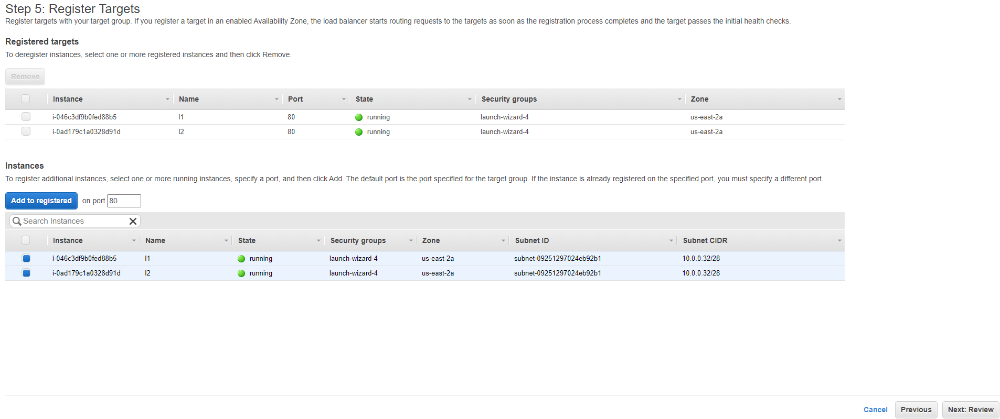 Step 5: Register Targets
Register targets with your target group. If you register a target in an enabled Availability Zone, the load balancer starts routing requests to the targets as soon as the registration process completes and the target passes the initial health checks.
Registered targets
To deregister instances, select one or more registered instances and then click Remove.
Remove
Instance Name Port State Security groups Zone
i-046c3df9b0fed88b5 I1 80 running launch-wizard-4 us-east-2a
i-0ad179c1a0328d91d I2 80 running launch-wizard-4 us-east-2a
Instances
To register additional instances, select one or more running instances, specify a port, and then click Add. The default port is the port specified for the target group. If the instance is already registered on the specified port, you must specify a different port.
Add to registered on port 80
Search Instances
Instance Name State Security groups Zone Subnet ID Subnet CIDR
i-046c3df9b0fed88b5 I1 running launch-wizard-4 us-east-2a subnet-09251297024eb92b1 10.0.0.32/28
i-0ad179c1a0328d91d I2 running launch-wizard-4 us-east-2a subnet-09251297024eb92b1 10.0.0.32/28
Cancel Previous Next: Review